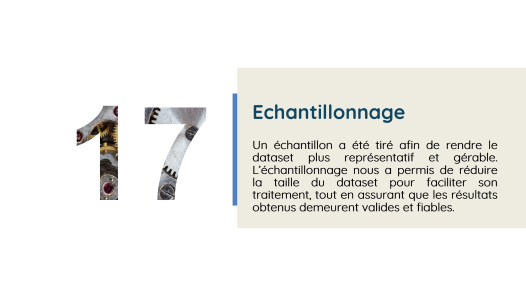 17
Echantillonnage
Un échantillon a été tiré afin de rendre le
dataset plus représentatif et gérable.
L'échantillonnage nous a permis de réduire
la taille du dataset pour faciliter son
traitement, tout en assurant que les résultats
obtenus demeurent valides et fiables.